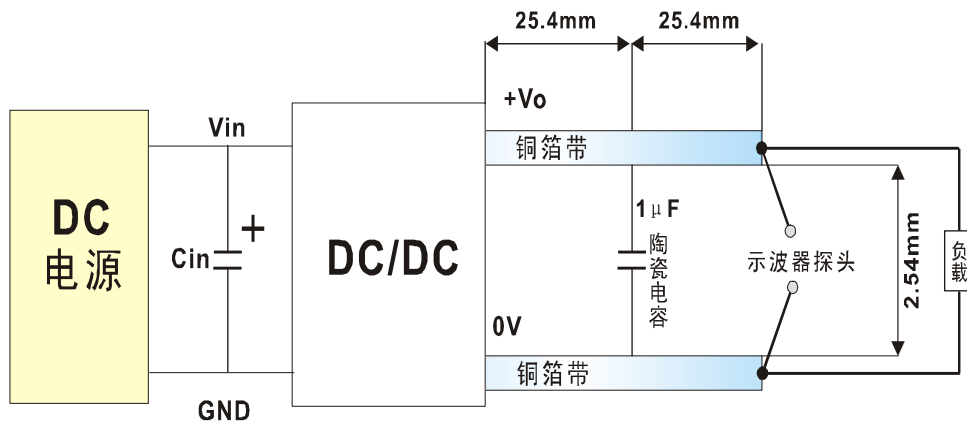 25.4mm
25.4mm
+Vo
铜箔带
Vin
DC
电源
Cin
+
DC/DC
1μF
陶瓷电容
示波器探头
2.54mm
负载
0V
铜箔带
GND